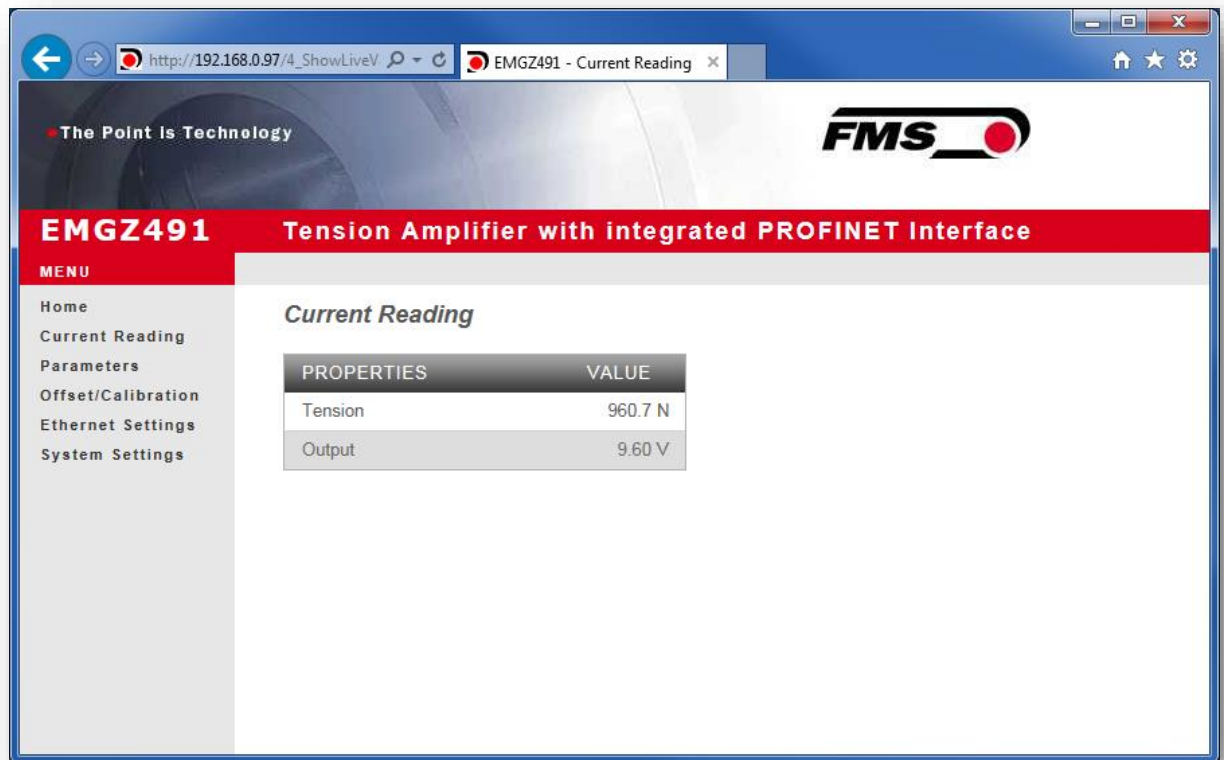 http://192.168.0.97/4_ShowLiveV
EMGZ491 - Current Reading
The Point is Technology
FMS
EMGZ491
Tension Amplifier with integrated PROFINET Interface
MENU
Home
Current Reading
Parameters
Offset/Calibration
Ethernet Settings
System Settings
Current Reading
PROPERTIES VALUE
Tension 960.7 N
Output 9.60 V